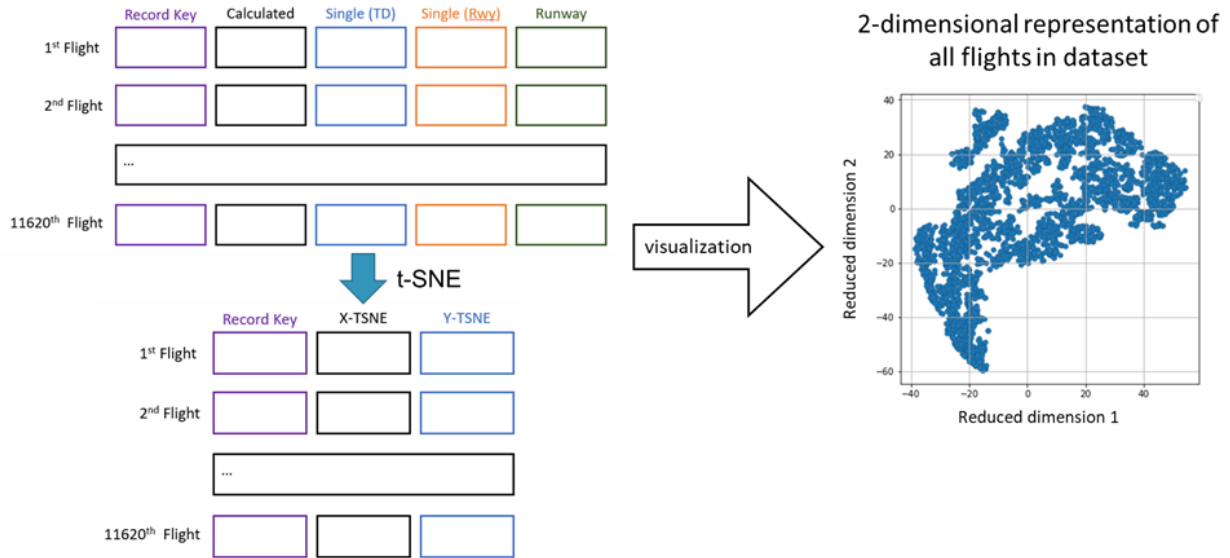 Record Key Calculated Single (TD) Single (Rwy) Runway
1st Flight
2nd Flight
...
11620th Flight
t-SNE
Record Key X-TSNE Y-TSNE
1st Flight
2nd Flight
...
11620th Flight
visualization
2-dimensional representation of
all flights in dataset
Reduced dimension 2
40
20
0
−20
−40
−60
−40 −20 0 20 40
Reduced dimension 1